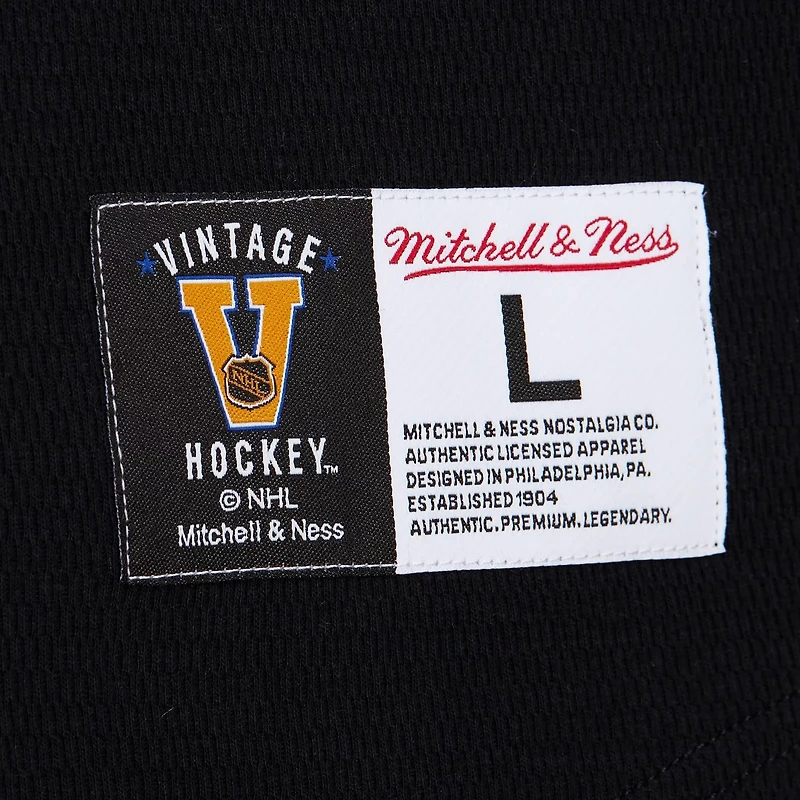 VINTAGE
V
NHL
HOCKEY™
© NHL
Mitchell & Ness
Mitchell & Ness
L
MITCHELL & NESS NOSTALGIA CO.
AUTHENTIC LICENSED APPAREL
DESIGNED IN PHILADELPHIA, PA.
ESTABLISHED 1904
AUTHENTIC. PREMIUM. LEGENDARY.